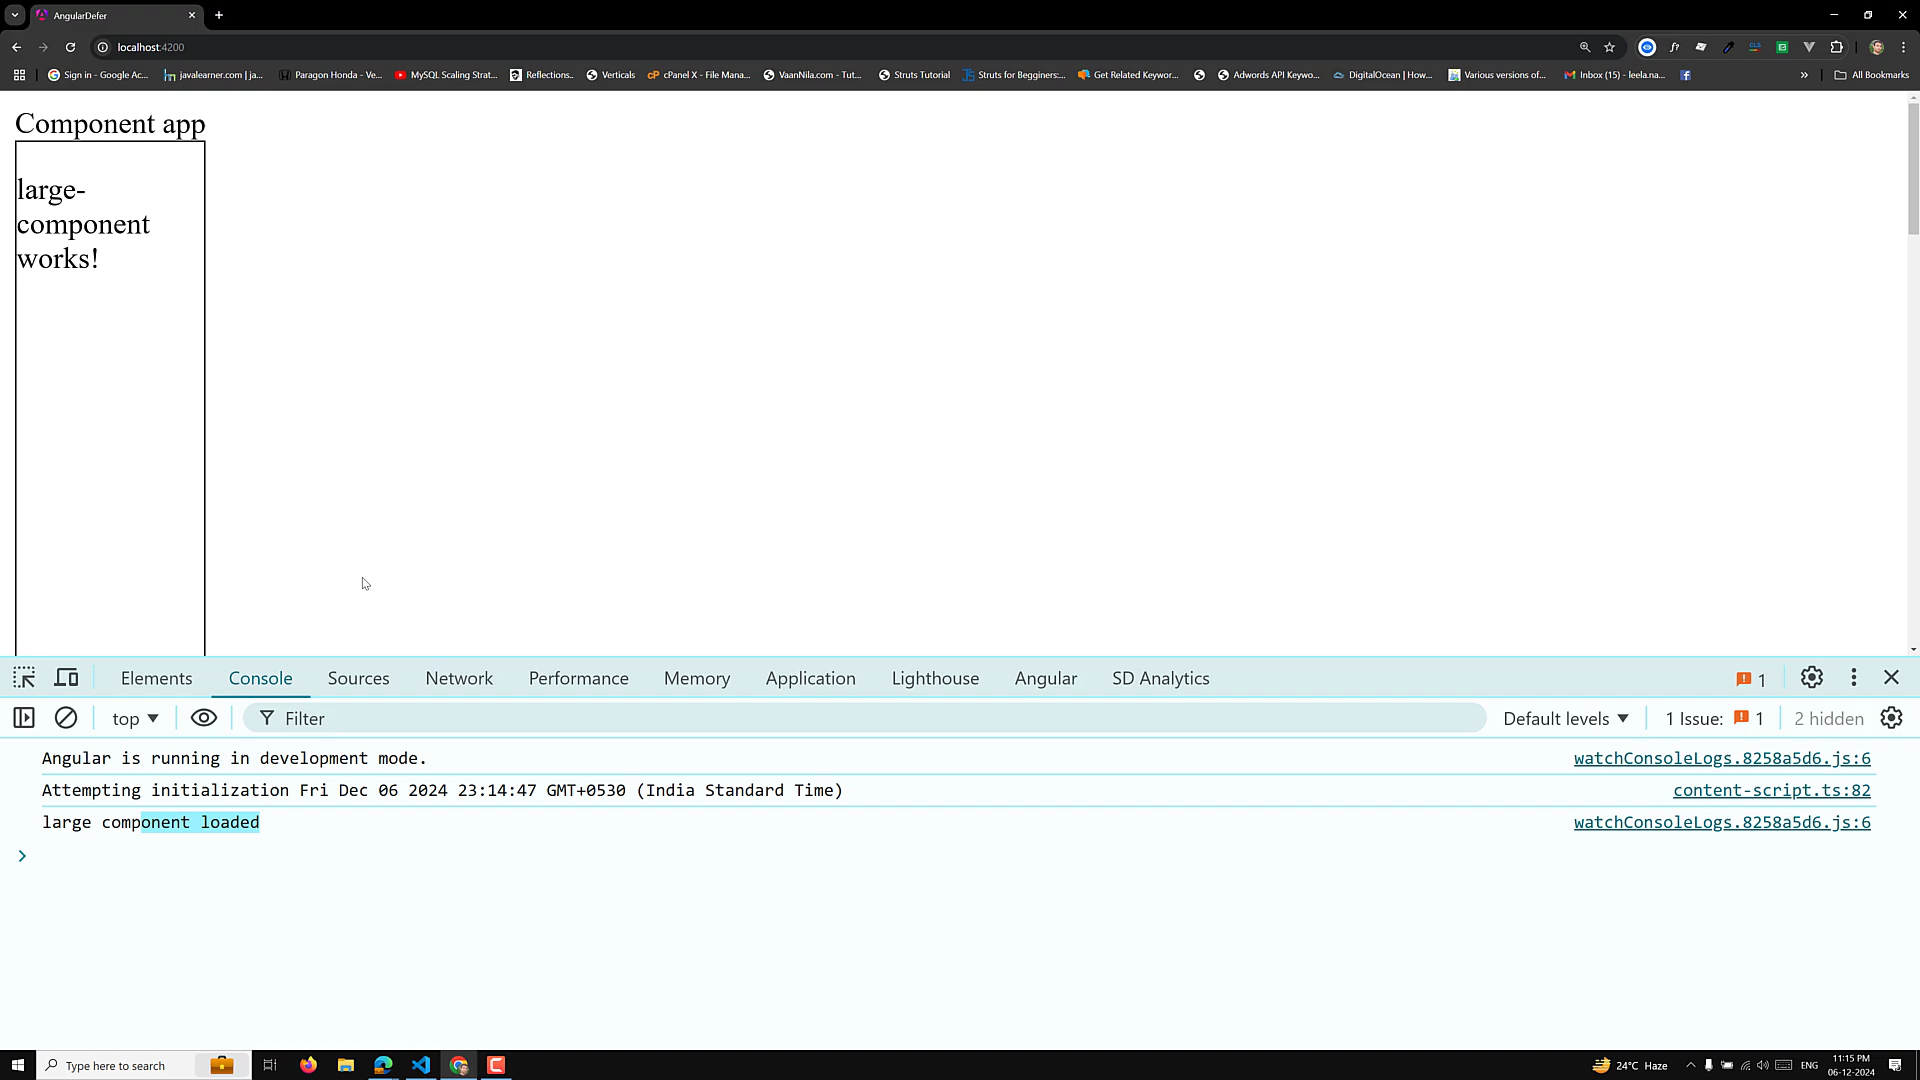 AngularDefer
localhost:4200
Sign in - Google Ac...
javalearner.com | ja...
Paragon Honda - Ve...
MySQL Scaling Strat...
Reflections..
Verticals
cPanel X - File Mana...
VaanNila.com - Tut...
Struts Tutorial
Struts for Begginers:...
Get Related Keywor...
Adwords API Keywo...
DigitalOcean | How...
Various versions of...
Inbox (15) - leela.na...
All Bookmarks
Component app
large-
component
works!
Elements
Console
Sources
Network
Performance
Memory
Application
Lighthouse
Angular
SD Analytics
1
top
Filter
Default levels
1 Issue: 1
2 hidden
Angular is running in development mode. watchConsoleLogs.8258a5d6.js:6
Attempting initialization Fri Dec 06 2024 23:14:47 GMT+0530 (India Standard Time) content-script.ts:82
large component loaded watchConsoleLogs.8258a5d6.js:6
Type here to search
24°C Haze
ENG
11:15 PM
06-12-2024